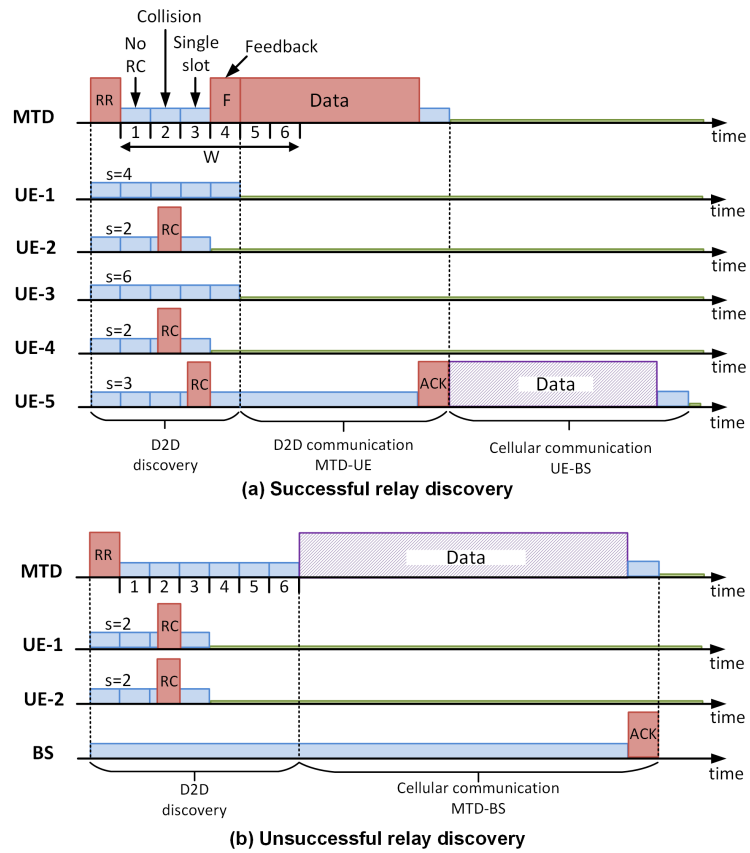 Collision
No
RC
Single
slot
Feedback
RR
F
Data
MTD
1 2 3 4 5 6
time
W
s=4
UE-1
time
s=2
RC
UE-2
time
s=6
UE-3
time
s=2
RC
UE-4
time
s=3
RC
ACK
Data
UE-5
time
D2D
discovery
D2D communication
MTD-UE
Cellular communication
UE-BS
(a) Successful relay discovery
RR
Data
MTD
1 2 3 4 5 6
time
s=2
RC
UE-1
time
s=2
RC
UE-2
time
ACK
BS
time
D2D
discovery
Cellular communication
MTD-BS
(b) Unsuccessful relay discovery